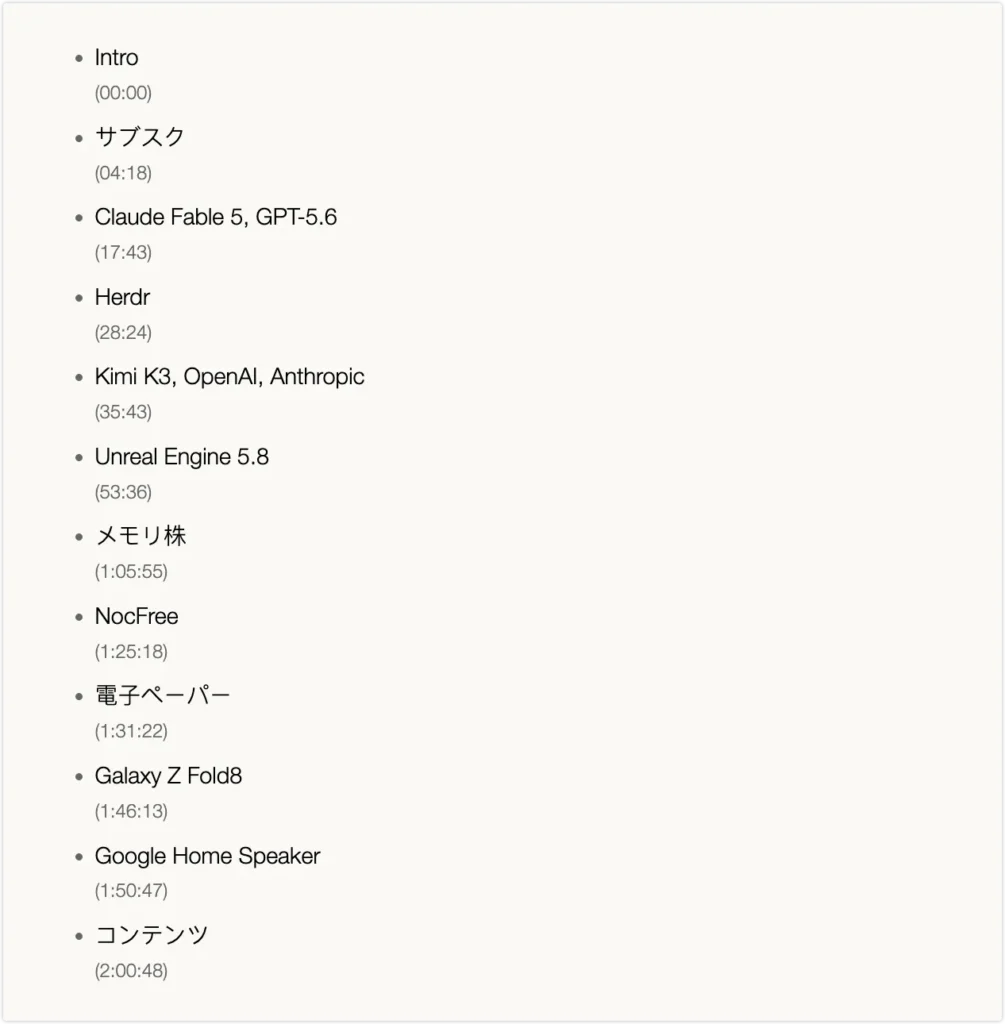 Intro
(00:00)
サブスク
(04:18)
Claude Fable 5, GPT-5.6
(17:43)
Herdr
(28:24)
Kimi K3, OpenAI, Anthropic
(35:43)
Unreal Engine 5.8
(53:36)
メモリ株
(1:05:55)
NocFree
(1:25:18)
電子ペーパー
(1:31:22)
Galaxy Z Fold8
(1:46:13)
Google Home Speaker
(1:50:47)
コンテンツ
(2:00:48)